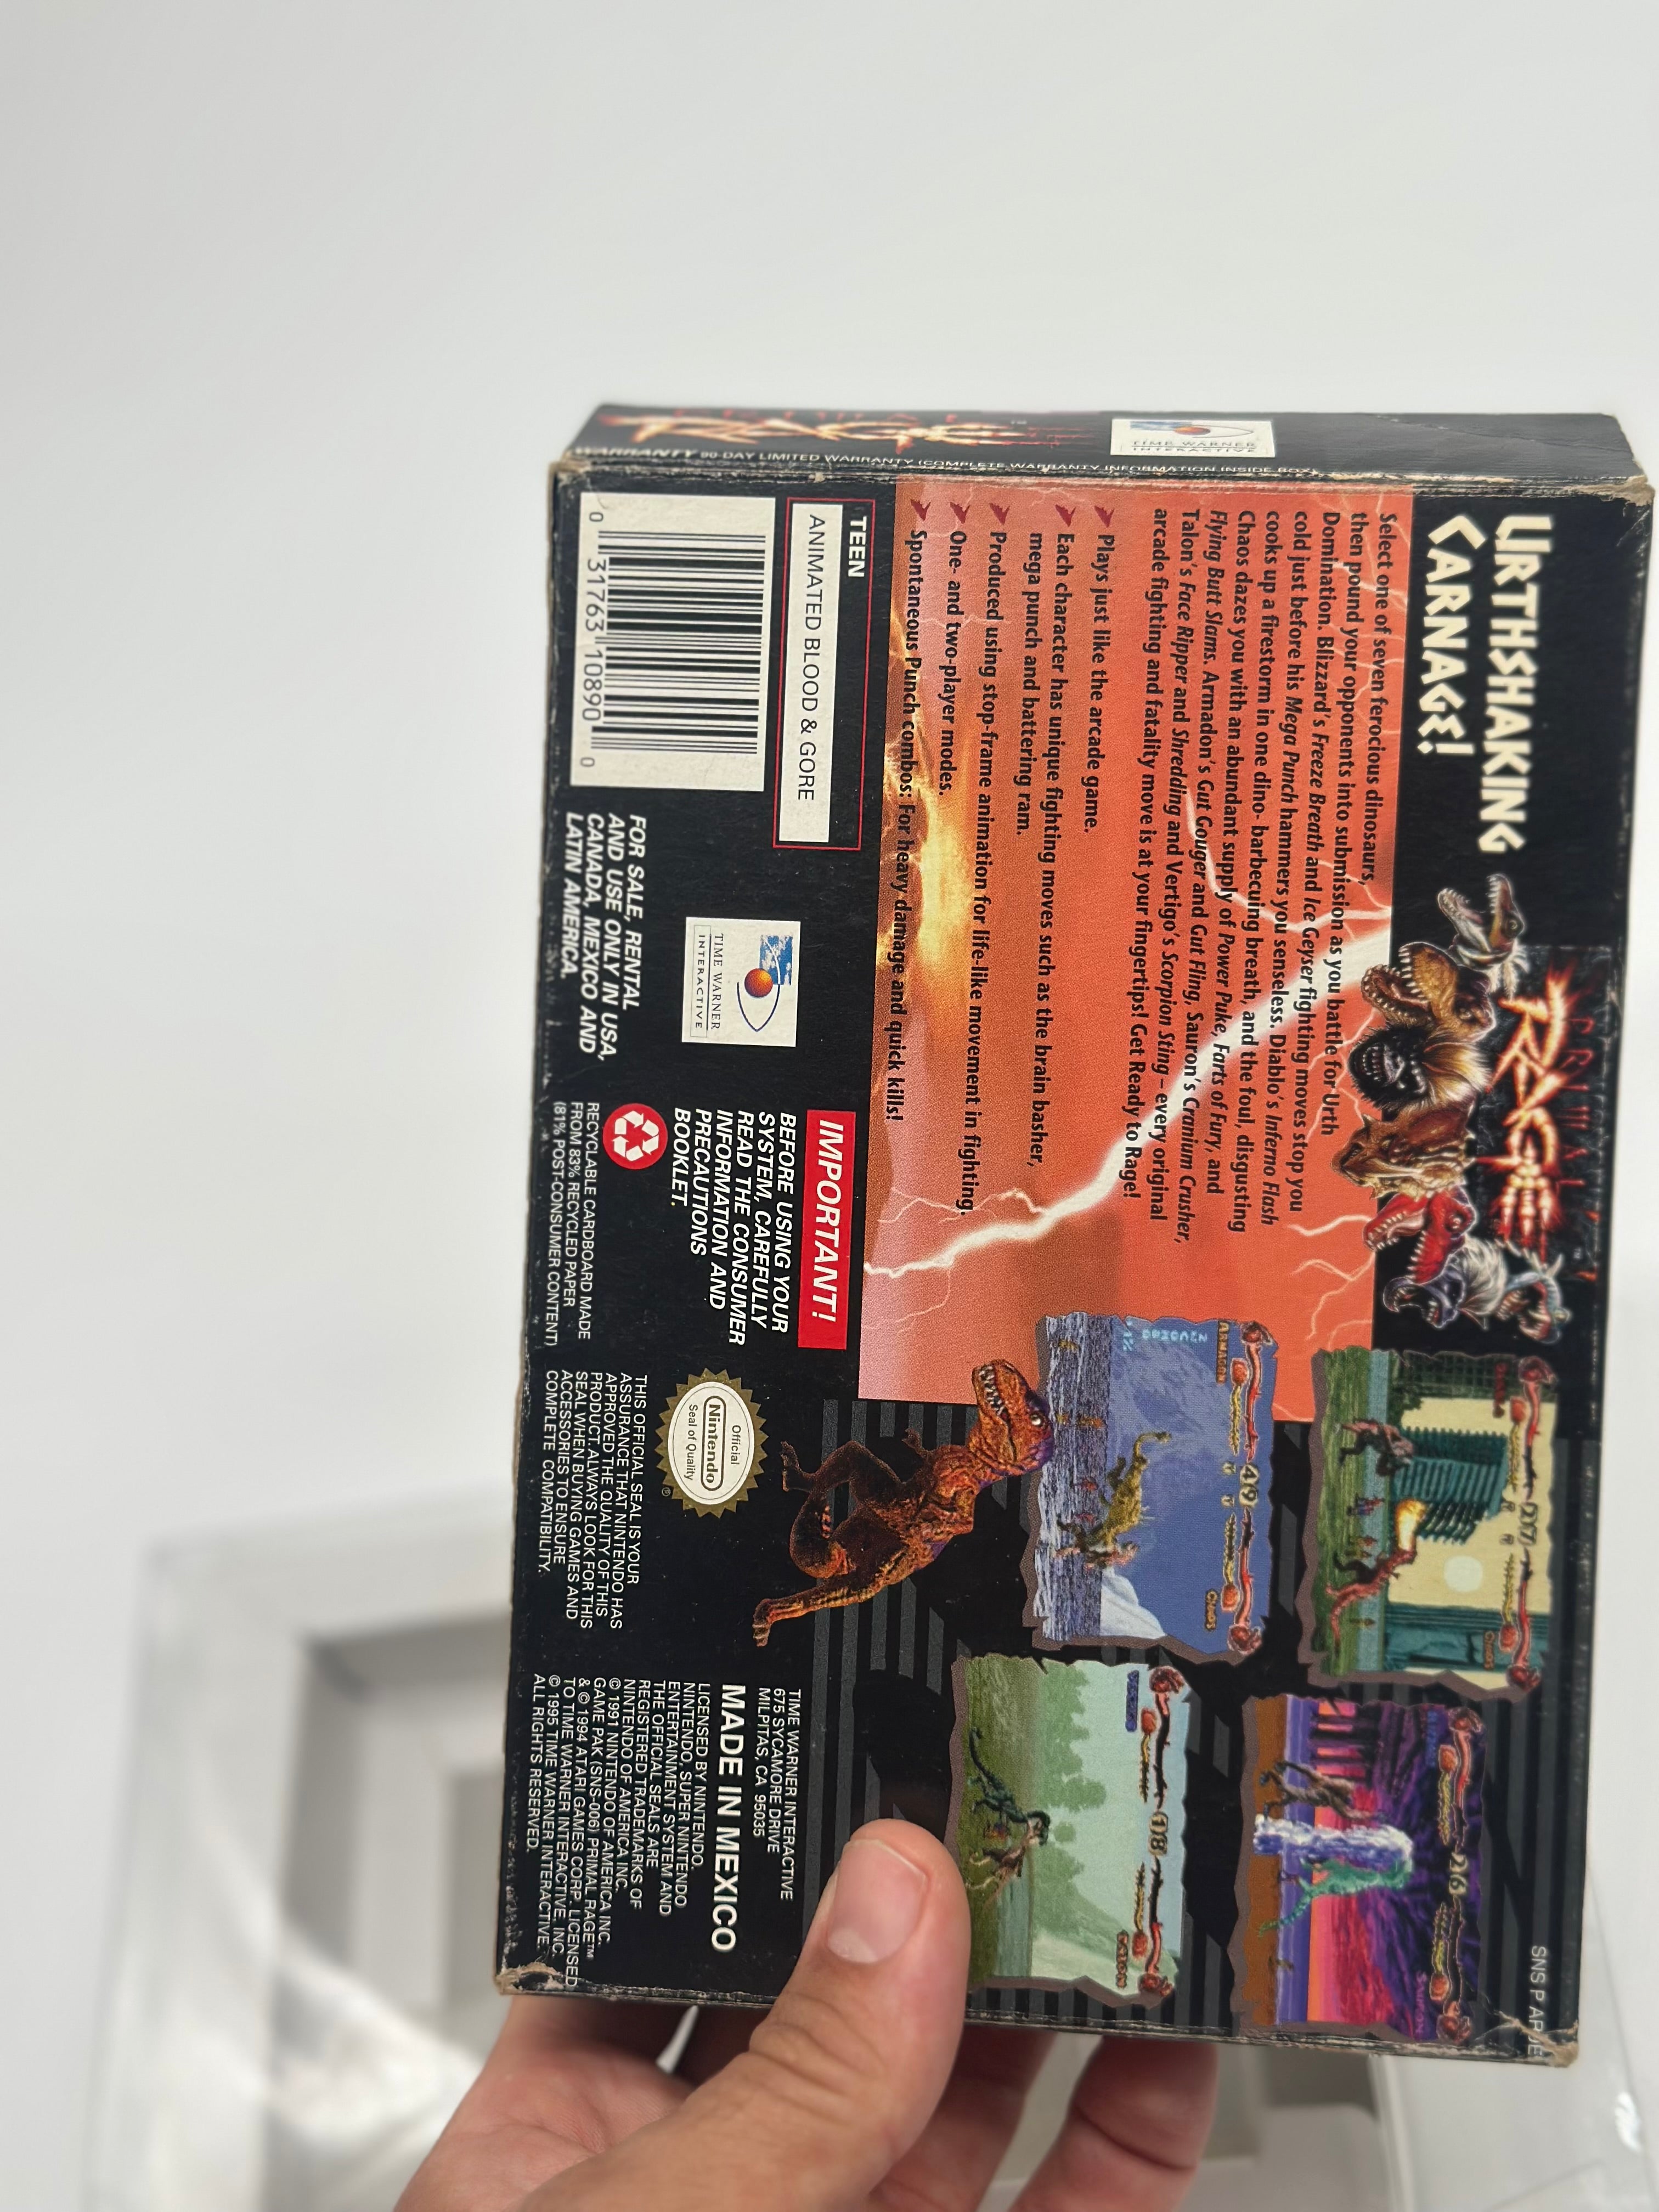 PRIMAL
RAGE™
TIME WARNER
INTERACTIVE
WARRANTY 90-DAY LIMITED WARRANTY (COMPLETE WARRANTY INFORMATION INSIDE BOX)
URTHSHAKING
CARNAGE!
PRIMAL
RAGE
SNS P APRE
Select one of seven ferocious dinosaurs,
then pound your opponents into submission as you battle for Urth
Domination. Blizzard's Freeze Breath and Ice Geyser fighting moves stop you
cold just before his Mega Punch hammers you senseless. Diablo's Inferno Flash
cooks up a firestorm in one dino- barbecuing breath, and the foul, disgusting
Chaos dazes you with an abundant supply of Power Puke, Farts of Fury, and
Flying Butt Slams. Armadon's Gut Gouger and Gut Fling, Sauron's Cranium Crusher,
Talon's Face Ripper and Shredding and Vertigo's Scorpion Sting – every original
arcade fighting and fatality move is at your fingertips! Get Ready to Rage!
Plays just like the arcade game.
Each character has unique fighting moves such as the brain basher,
mega punch and battering ram.
Produced using stop-frame animation for life-like movement in fighting.
One- and two-player modes.
Spontaneous Punch combos: For heavy damage and quick kills!
217
CHAOS
ARMADON
49
CHAOS
26
SAURON
18
TALON
TEEN
ANIMATED BLOOD & GORE
0 31763 10890 0
FOR SALE, RENTAL
AND USE ONLY IN USA,
CANADA, MEXICO AND
LATIN AMERICA.
TIME WARNER
INTERACTIVE
IMPORTANT!
BEFORE USING YOUR
SYSTEM, CAREFULLY
READ THE CONSUMER
INFORMATION AND
PRECAUTIONS
BOOKLET.
RECYCLABLE CARDBOARD MADE
FROM 83% RECYCLED PAPER
(81% POST-CONSUMER CONTENT)
Official
Nintendo
Seal of Quality
®
THIS OFFICIAL SEAL IS YOUR
ASSURANCE THAT NINTENDO HAS
APPROVED THE QUALITY OF THIS
PRODUCT. ALWAYS LOOK FOR THIS
SEAL WHEN BUYING GAMES AND
ACCESSORIES TO ENSURE
COMPLETE COMPATIBILITY.
TIME WARNER INTERACTIVE
675 SYCAMORE DRIVE
MILPITAS, CA 95035
MADE IN MEXICO
LICENSED BY NINTENDO.
NINTENDO, SUPER NINTENDO
ENTERTAINMENT SYSTEM AND
THE OFFICIAL SEALS ARE
REGISTERED TRADEMARKS OF
NINTENDO OF AMERICA INC.
© 1991 NINTENDO OF AMERICA INC.
GAME PAK (SNS-006) PRIMAL RAGE™
& © 1994 ATARI GAMES CORP. LICENSED
TO TIME WARNER INTERACTIVE, INC.
© 1995 TIME WARNER INTERACTIVE.
ALL RIGHTS RESERVED.